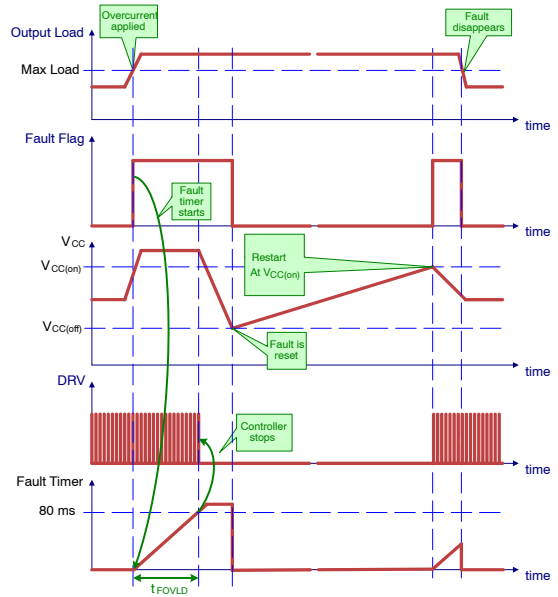 Overcurrent
applied
Fault
disappears
Output Load
Max Load
time
Fault Flag
Fault
timer
starts
time
VCC
VCC(on)
Restart
At VCC(on)
VCC(off)
Fault is
reset
time
DRV
Controller
stops
time
Fault Timer
80 ms
time
tFOVLD